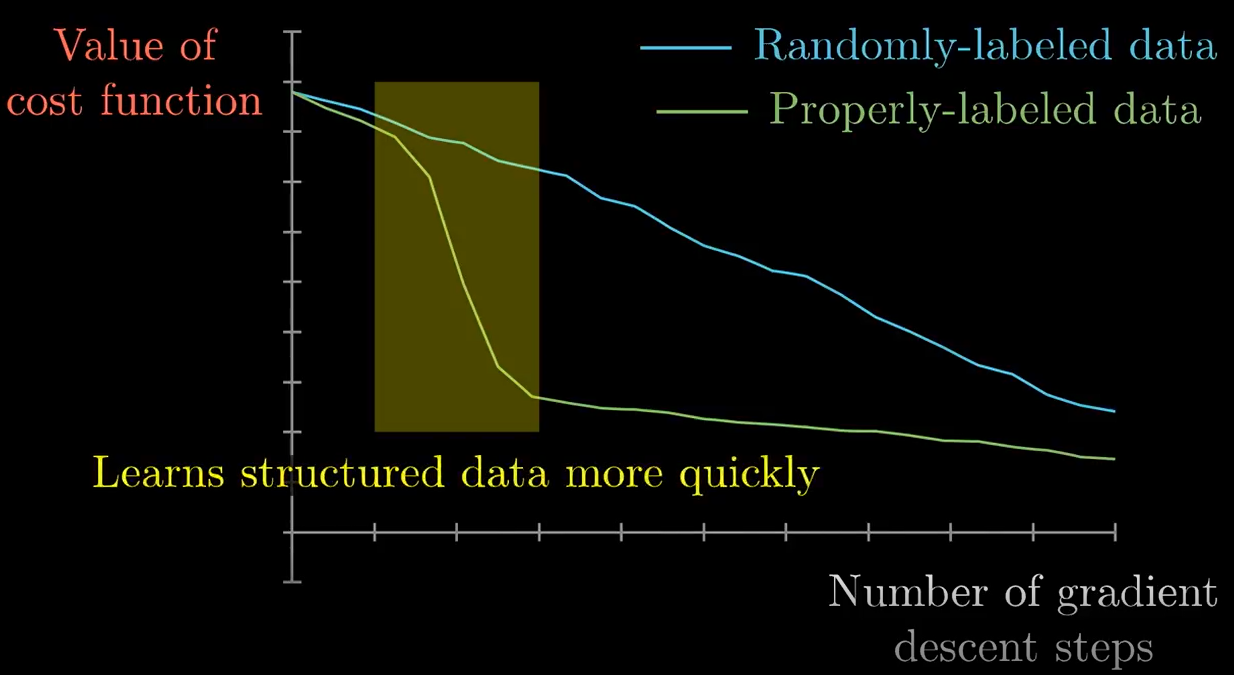 Value of
cost function
Randomly-labeled data
Properly-labeled data
Learns structured data more quickly
Number of gradient
descent steps